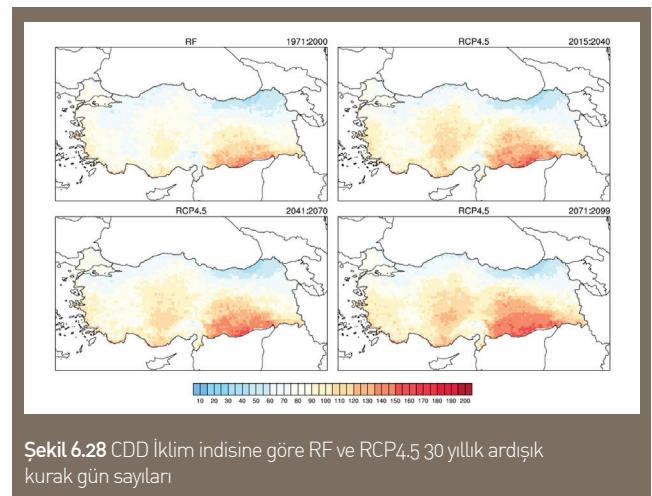 RF 1971:2000
RCP4.5 2015:2040
RCP4.5 2041:2070
RCP4.5 2071:2099
10 20 30 40 50 60 70 80 90 100 110 120 130 140 150 160 170 180 190 200
Şekil 6.28 CDD İklim indisine göre RF ve RCP4.5 30 yıllık ardışık
kurak gün sayıları